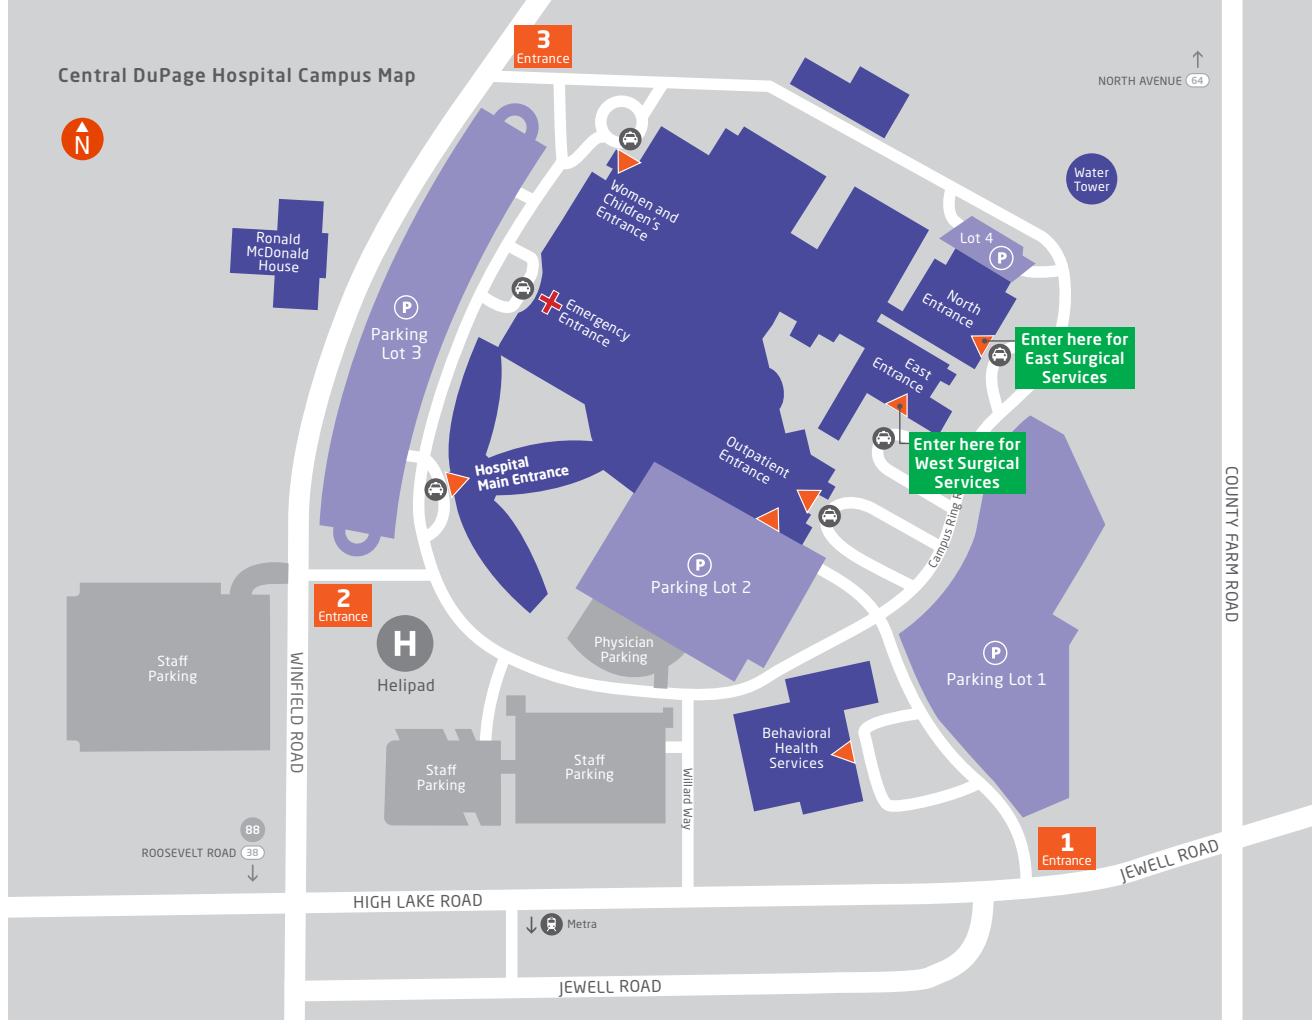 3
Entrance
Central DuPage Hospital Campus Map
NORTH AVENUE 64
N
Water
Tower
Women and
Children's
Entrance
Ronald
McDonald
House
Lot 4
P
North
Entrance
P
Parking
Lot 3
Emergency
Entrance
Enter here for
East Surgical
Services
East
Entrance
Enter here for
West Surgical
Services
Outpatient
Entrance
Hospital
Main Entrance
Campus Ring R
COUNTY FARM ROAD
P
Parking Lot 2
2
Entrance
H
Helipad
Physician
Parking
Staff
Parking
P
Parking Lot 1
WINFIELD ROAD
Behavioral
Health
Services
Staff
Parking
Staff
Parking
Willard Way
88
ROOSEVELT ROAD 38
1
Entrance
JEWELL ROAD
HIGH LAKE ROAD
Metra
JEWELL ROAD